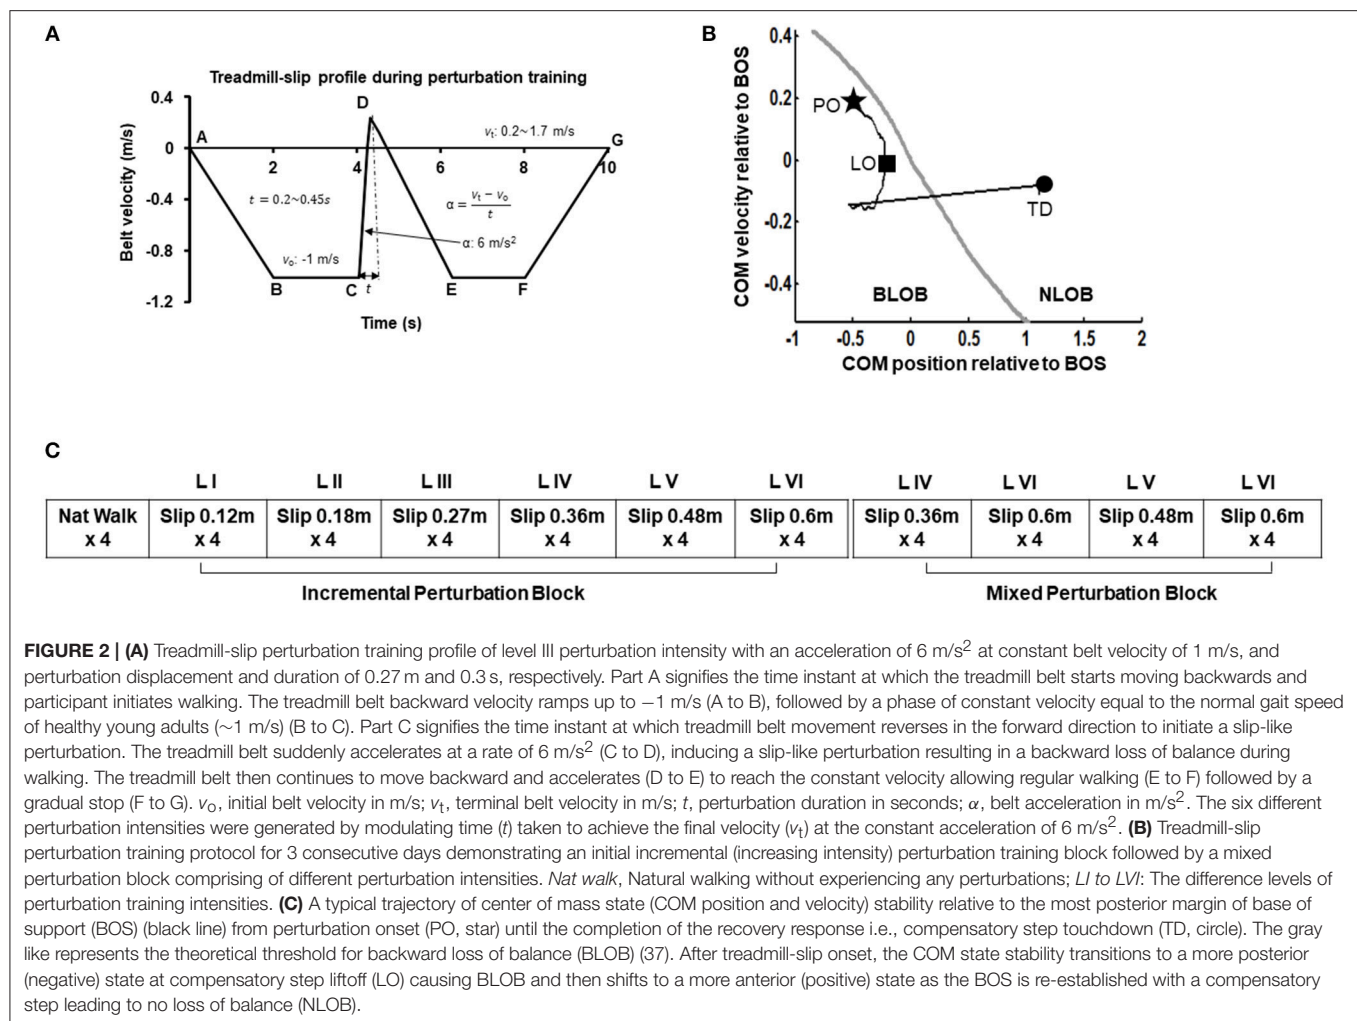 A
Treadmill-slip profile during perturbation training
0.4
0
-0.4
-0.8
-1.2
Belt velocity (m/s)
A
D
G
2
4
6
8
10
vt: 0.2~1.7 m/s
t = 0.2~0.45s
α = (vt − vo)/t
α: 6 m/s²
vo: -1 m/s
B
C
t
E
F
Time (s)
B
0.4
0.2
0
-0.2
-0.4
COM velocity relative to BOS
PO
LO
TD
BLOB
NLOB
-1
-0.5
0
0.5
1
1.5
2
COM position relative to BOS
C
L I
L II
L III
L IV
L V
L VI
L IV
L VI
L V
L VI
Nat Walk x 4
Slip 0.12m x 4
Slip 0.18m x 4
Slip 0.27m x 4
Slip 0.36m x 4
Slip 0.48m x 4
Slip 0.6m x 4
Slip 0.36m x 4
Slip 0.6m x 4
Slip 0.48m x 4
Slip 0.6m x 4
Incremental Perturbation Block
Mixed Perturbation Block
FIGURE 2 | (A) Treadmill-slip perturbation training profile of level III perturbation intensity with an acceleration of 6 m/s² at constant belt velocity of 1 m/s, and
perturbation displacement and duration of 0.27 m and 0.3 s, respectively. Part A signifies the time instant at which the treadmill belt starts moving backwards and
participant initiates walking. The treadmill belt backward velocity ramps up to −1 m/s (A to B), followed by a phase of constant velocity equal to the normal gait speed
of healthy young adults (∼1 m/s) (B to C). Part C signifies the time instant at which treadmill belt movement reverses in the forward direction to initiate a slip-like
perturbation. The treadmill belt suddenly accelerates at a rate of 6 m/s² (C to D), inducing a slip-like perturbation resulting in a backward loss of balance during
walking. The treadmill belt then continues to move backward and accelerates (D to E) to reach the constant velocity allowing regular walking (E to F) followed by a
gradual stop (F to G). vo, initial belt velocity in m/s; vt, terminal belt velocity in m/s; t, perturbation duration in seconds; α, belt acceleration in m/s². The six different
perturbation intensities were generated by modulating time (t) taken to achieve the final velocity (vt) at the constant acceleration of 6 m/s². (B) Treadmill-slip
perturbation training protocol for 3 consecutive days demonstrating an initial incremental (increasing intensity) perturbation training block followed by a mixed
perturbation block comprising of different perturbation intensities. Nat walk, Natural walking without experiencing any perturbations; LI to LVI: The difference levels of
perturbation training intensities. (C) A typical trajectory of center of mass state (COM position and velocity) stability relative to the most posterior margin of base of
support (BOS) (black line) from perturbation onset (PO, star) until the completion of the recovery response i.e., compensatory step touchdown (TD, circle). The gray
like represents the theoretical threshold for backward loss of balance (BLOB) (37). After treadmill-slip onset, the COM state stability transitions to a more posterior
(negative) state at compensatory step liftoff (LO) causing BLOB and then shifts to a more anterior (positive) state as the BOS is re-established with a compensatory
step leading to no loss of balance (NLOB).